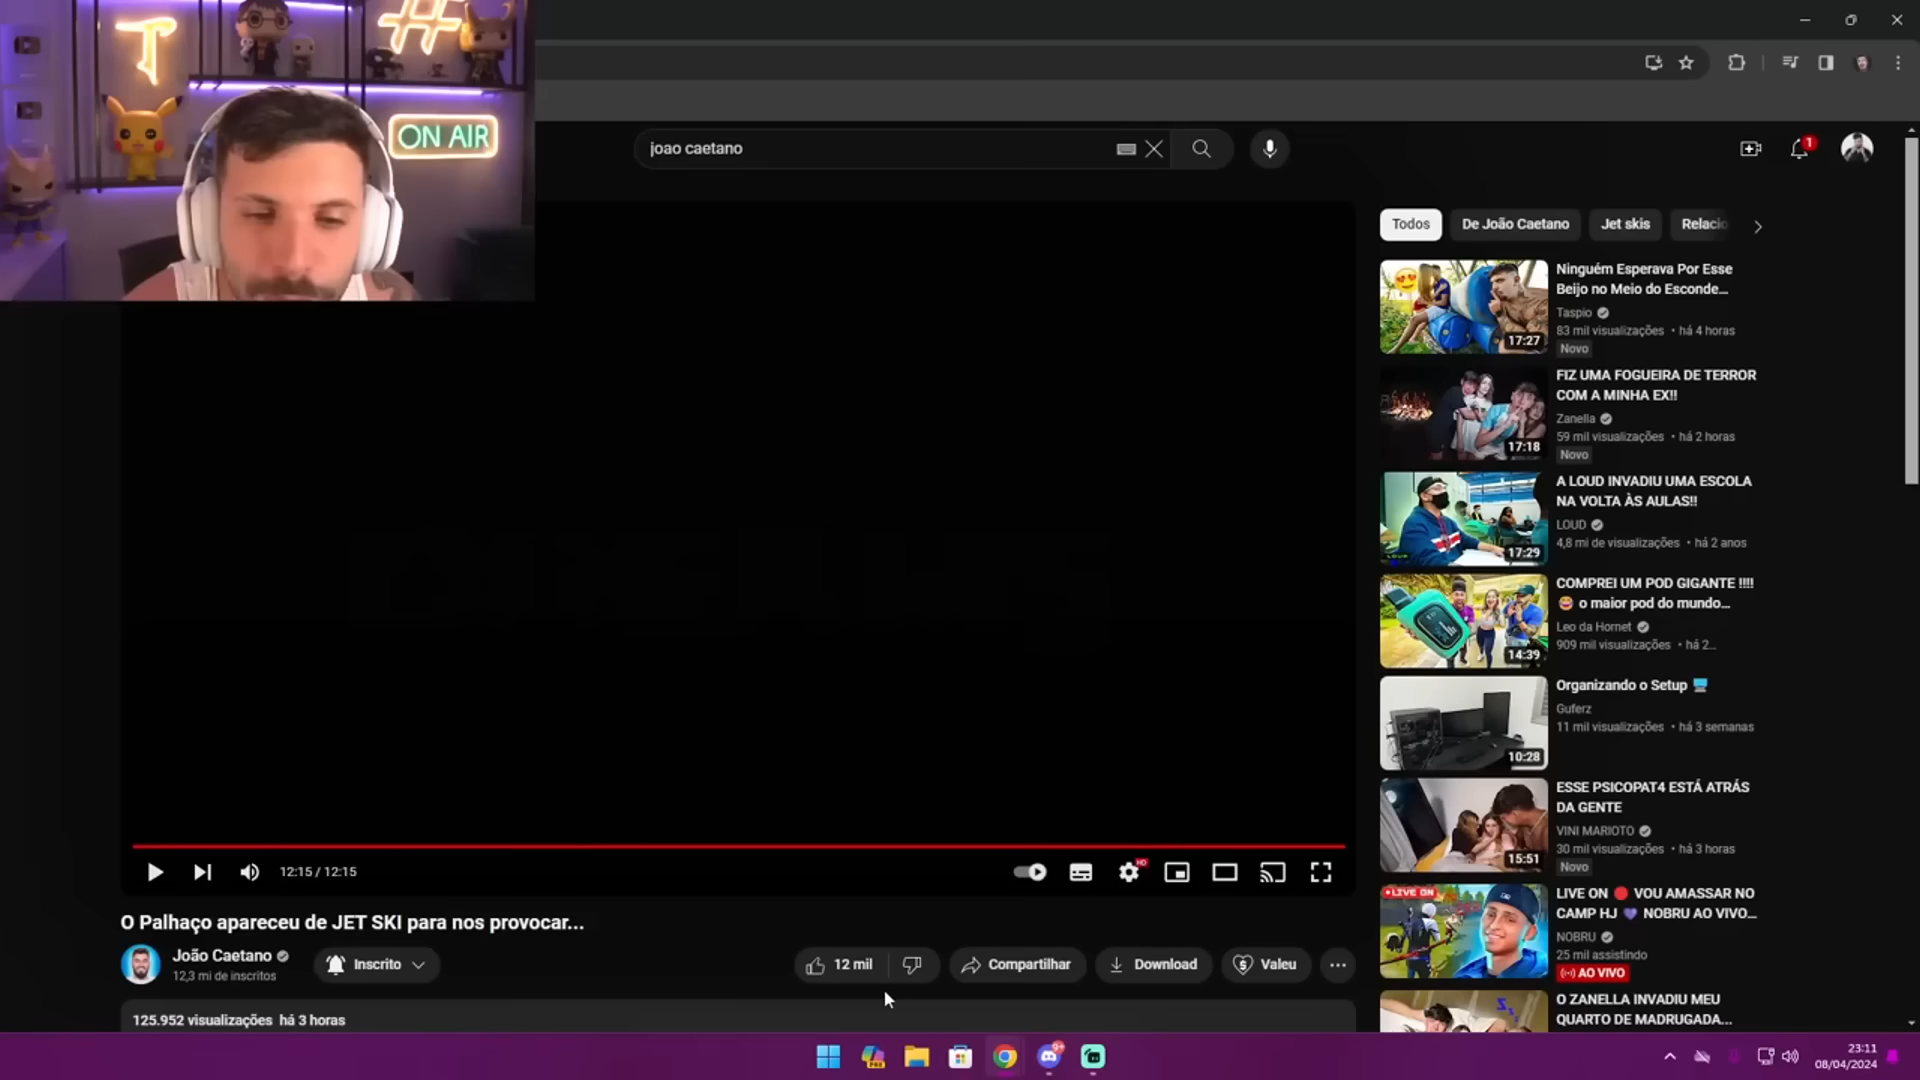 T
#
ON AIR
joao caetano
1
Todos
De João Caetano
Jet skis
Relacio
Ninguém Esperava Por Esse
Beijo no Meio do Esconde...
Taspio
83 mil visualizações • há 4 horas
Novo
17:27
FIZ UMA FOGUEIRA DE TERROR
COM A MINHA EX!!
Zanella
59 mil visualizações • há 2 horas
Novo
17:18
A LOUD INVADIU UMA ESCOLA
NA VOLTA ÀS AULAS!!
LOUD
4,8 mi de visualizações • há 2 anos
17:29
COMPREI UM POD GIGANTE !!!!
o maior pod do mundo...
Leo da Hornet
909 mil visualizações • há 2...
14:39
Organizando o Setup
Guferz
11 mil visualizações • há 3 semanas
10:28
ESSE PSICOPAT4 ESTÁ ATRÁS
DA GENTE
VINI MARIOTO
30 mil visualizações • há 3 horas
Novo
15:51
LIVE ON
LIVE ON 🔴 VOU AMASSAR NO
CAMP HJ 💜 NOBRU AO VIVO...
NOBRU
25 mil assistindo
AO VIVO
O ZANELLA INVADIU MEU
QUARTO DE MADRUGADA...
12:15 / 12:15
HD
O Palhaço apareceu de JET SKI para nos provocar...
João Caetano
12,3 mi de inscritos
Inscrito
12 mil
Compartilhar
Download
Valeu
125.952 visualizações há 3 horas
PRE
9+
23:11
08/04/2024